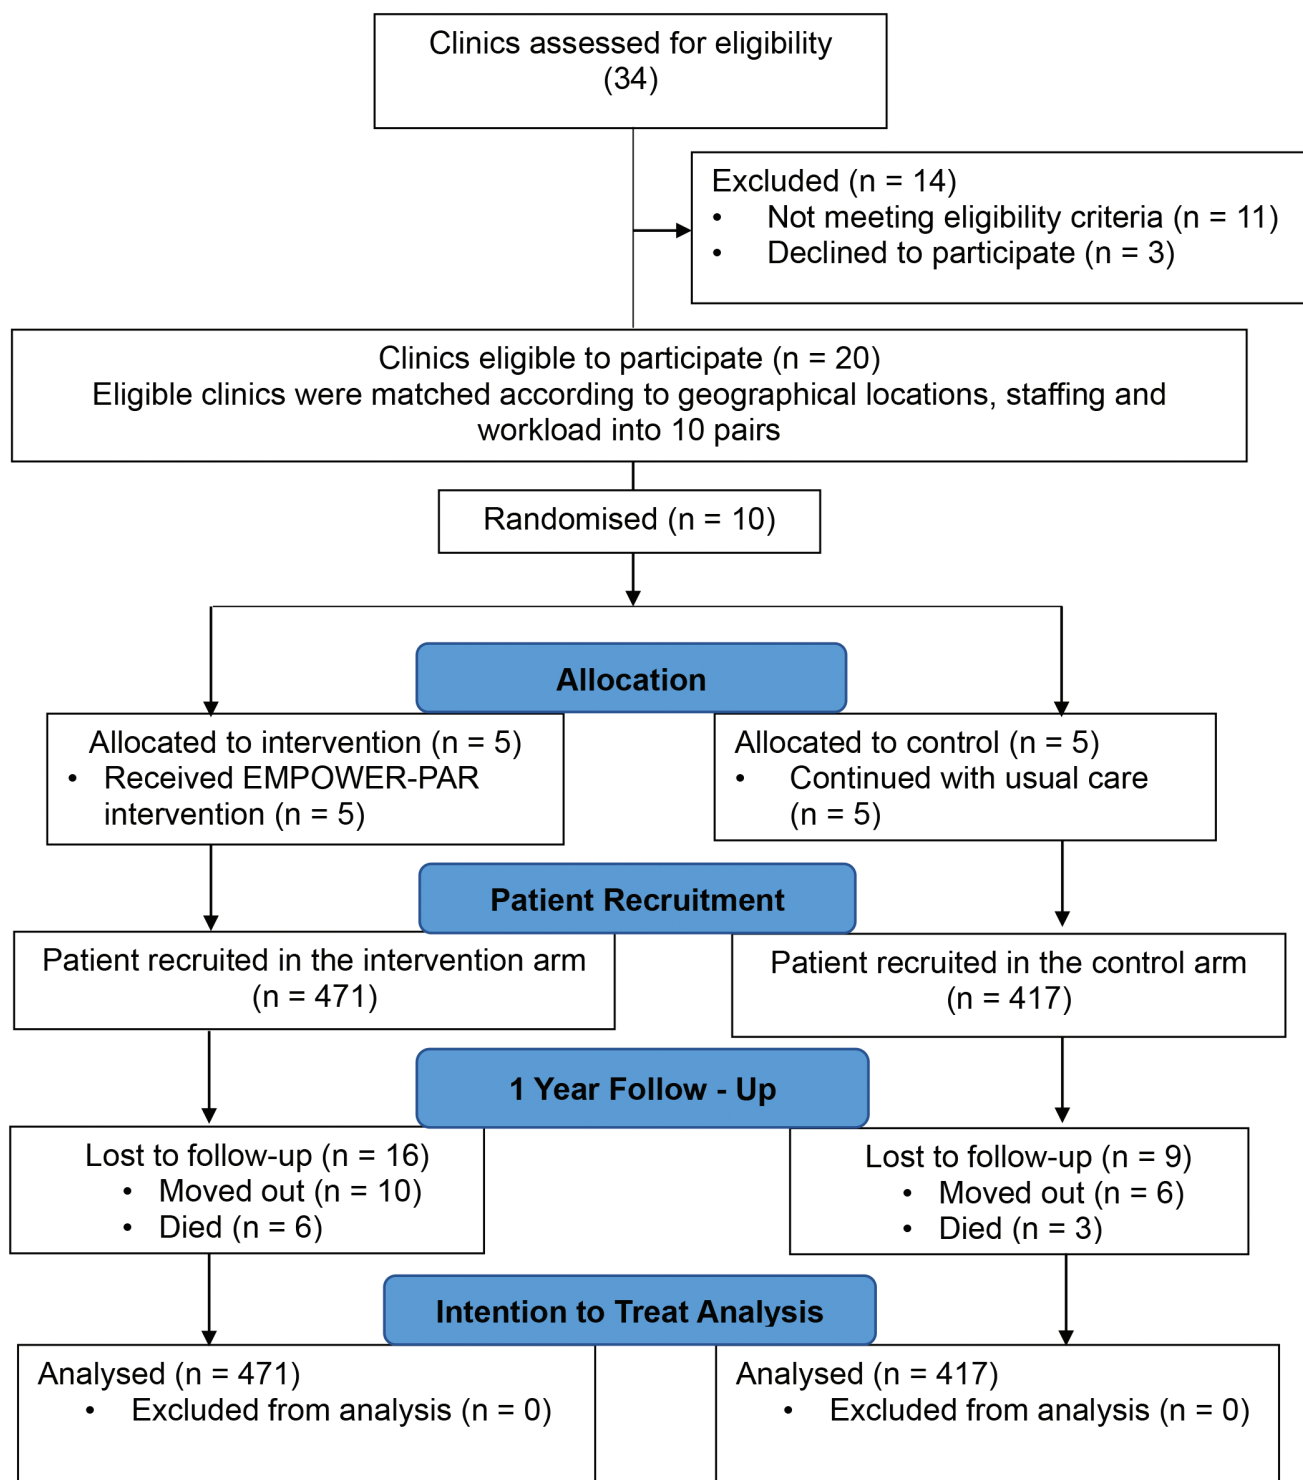 Clinics assessed for eligibility
(34)
Excluded (n = 14)
• Not meeting eligibility criteria (n = 11)
• Declined to participate (n = 3)
Clinics eligible to participate (n = 20)
Eligible clinics were matched according to geographical locations, staffing and
workload into 10 pairs
Randomised (n = 10)
Allocation
Allocated to intervention (n = 5)
• Received EMPOWER-PAR
intervention (n = 5)
Allocated to control (n = 5)
• Continued with usual care
(n = 5)
Patient Recruitment
Patient recruited in the intervention arm
(n = 471)
Patient recruited in the control arm
(n = 417)
1 Year Follow - Up
Lost to follow-up (n = 16)
• Moved out (n = 10)
• Died (n = 6)
Lost to follow-up (n = 9)
• Moved out (n = 6)
• Died (n = 3)
Intention to Treat Analysis
Analysed (n = 471)
• Excluded from analysis (n = 0)
Analysed (n = 417)
• Excluded from analysis (n = 0)